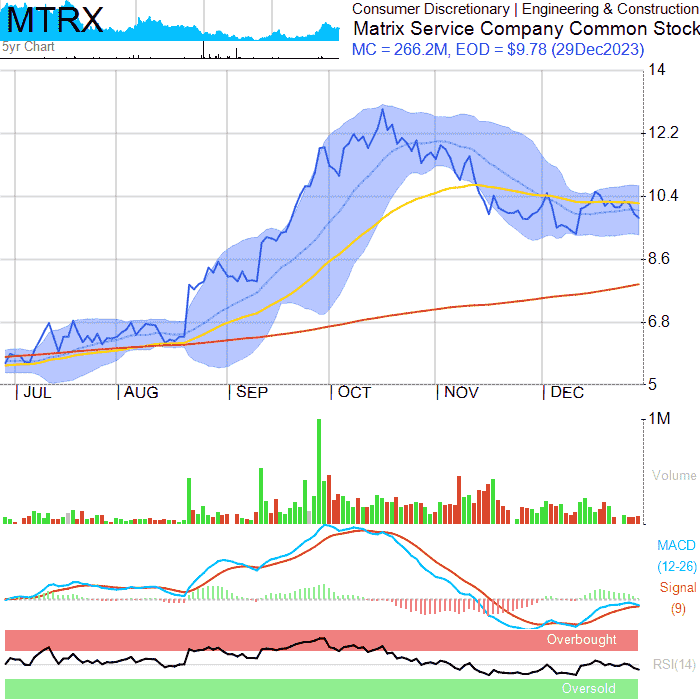 MTRX
5yr Chart
Consumer Discretionary | Engineering & Construction
Matrix Service Company Common Stock
MC = 266.2M, EOD = $9.78 (29Dec2023)
14
12.2
10.4
8.6
6.8
5
JUL AUG SEP OCT NOV DEC
1M
Volume
MACD
(12-26)
Signal
(9)
Overbought
RSI(14)
Oversold